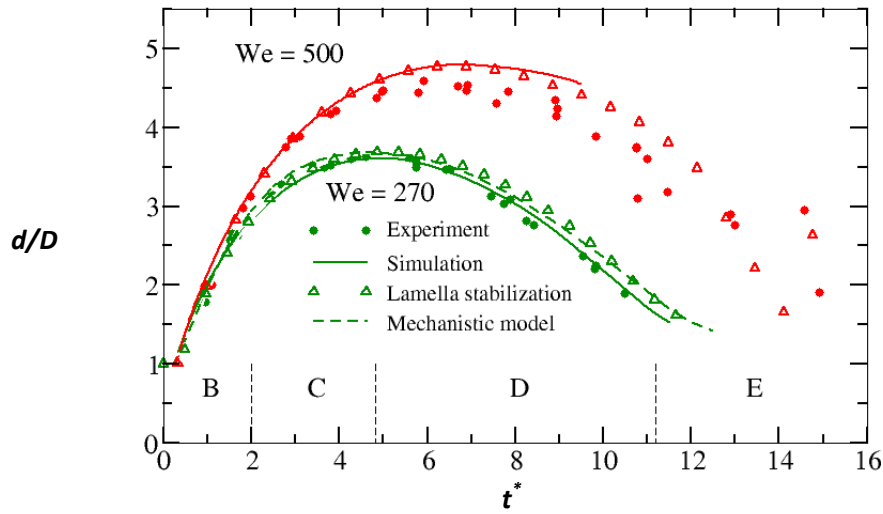 5
4
3
2
1
0
d/D
We = 500
We = 270
Experiment
Simulation
Lamella stabilization
Mechanistic model
B C D E
0 2 4 6 8 10 12 14 16
t*